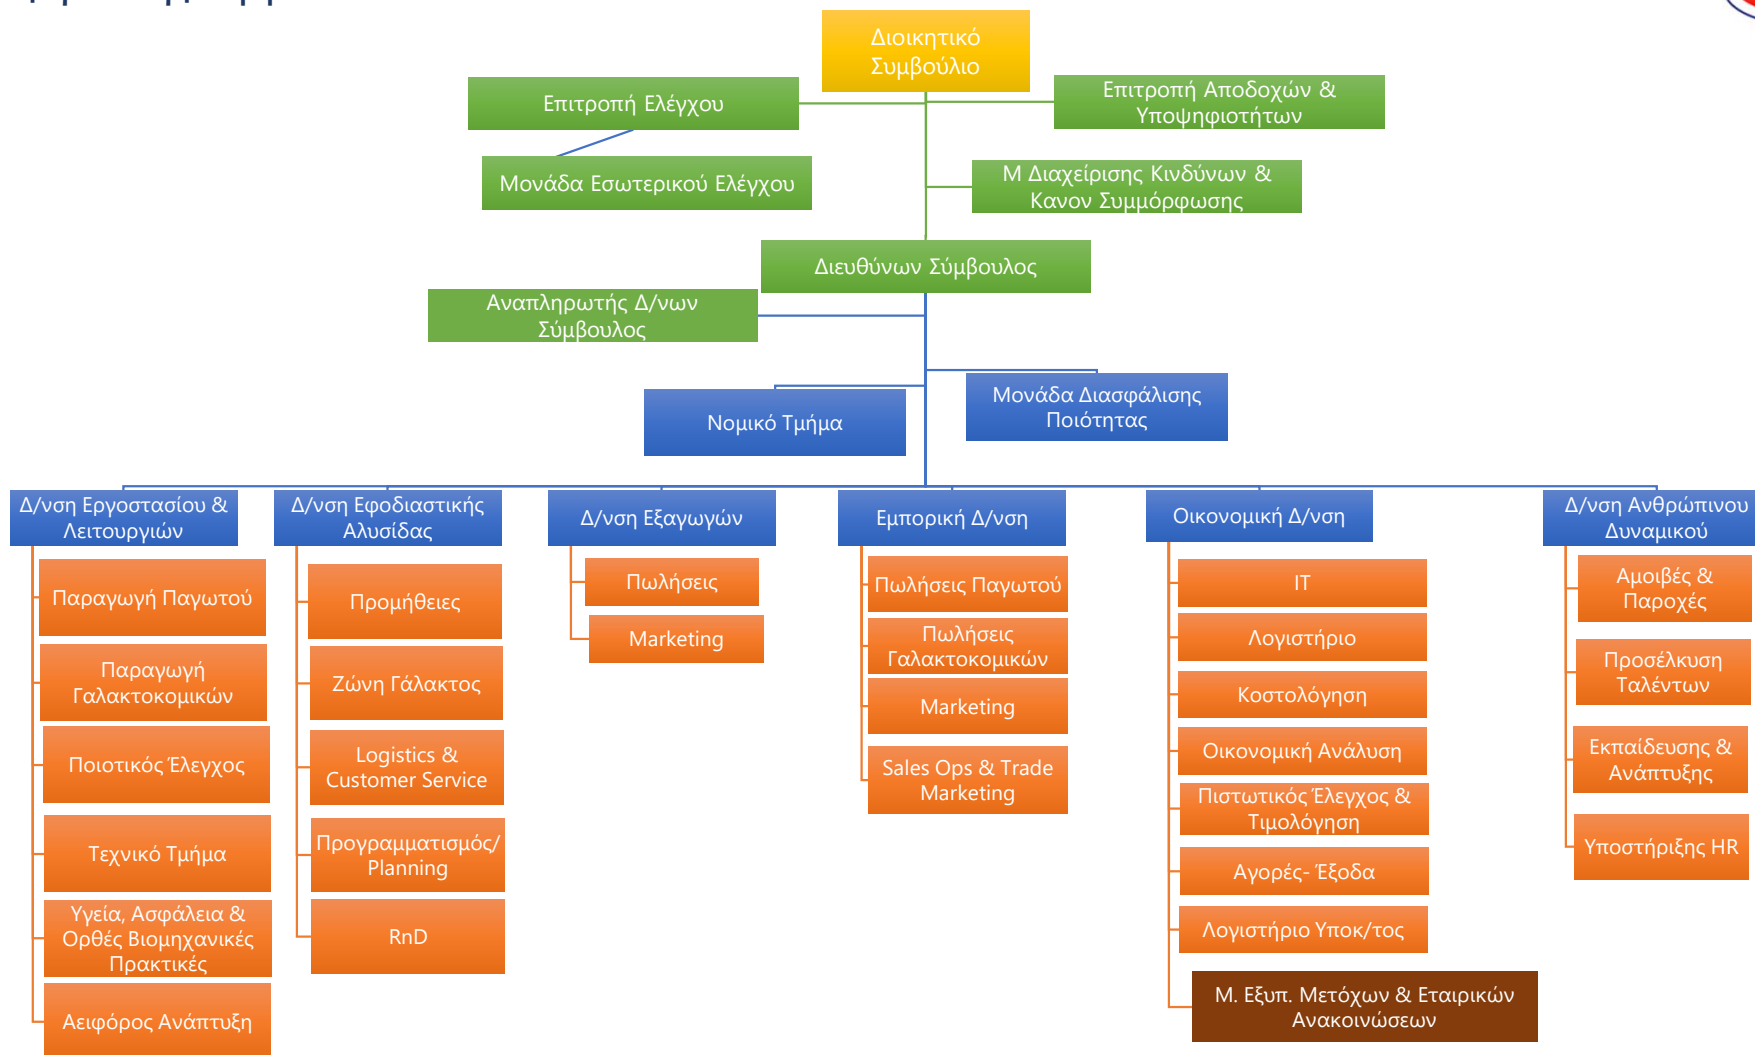 Διοικητικό
Συμβούλιο
Επιτροπή Ελέγχου
Επιτροπή Αποδοχών &
Υποψηφιοτήτων
Μονάδα Εσωτερικού Ελέγχου
Μ Διαχείρισης Κινδύνων &
Κανον Συμμόρφωσης
Διευθύνων Σύμβουλος
Αναπληρωτής Δ/νων
Σύμβουλος
Νομικό Τμήμα
Μονάδα Διασφάλισης
Ποιότητας
Δ/νση Εργοστασίου &
Λειτουργιών
Παραγωγή Παγωτού
Παραγωγή
Γαλακτοκομικών
Ποιοτικός Έλεγχος
Τεχνικό Τμήμα
Υγεία, Ασφάλεια &
Ορθές Βιομηχανικές
Πρακτικές
Αειφόρος Ανάπτυξη
Δ/νση Εφοδιαστικής
Αλυσίδας
Προμήθειες
Ζώνη Γάλακτος
Logistics &
Customer Service
Προγραμματισμός/
Planning
RnD
Δ/νση Εξαγωγών
Πωλήσεις
Marketing
Εμπορική Δ/νση
Πωλήσεις Παγωτού
Πωλήσεις
Γαλακτοκομικών
Marketing
Sales Ops & Trade
Marketing
Οικονομική Δ/νση
IT
Λογιστήριο
Κοστολόγηση
Οικονομική Ανάλυση
Πιστωτικός Έλεγχος &
Τιμολόγηση
Αγορές- Έξοδα
Λογιστήριο Υποκ/τος
Μ. Εξυπ. Μετόχων & Εταιρικών
Ανακοινώσεων
Δ/νση Ανθρώπινου
Δυναμικού
Αμοιβές &
Παροχές
Προσέλκυση
Ταλέντων
Εκπαίδευσης &
Ανάπτυξης
Υποστήριξης HR